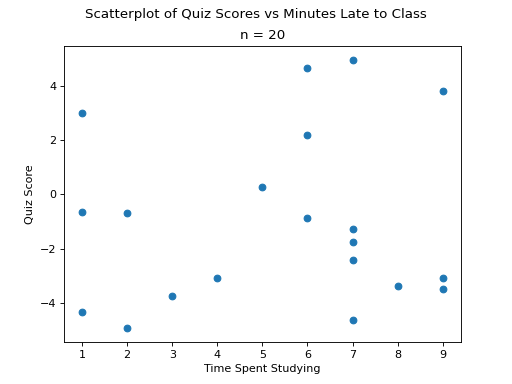 Scatterplot of Quiz Scores vs Minutes Late to Class
n = 20
4
2
0
−2
−4
Quiz Score
1 2 3 4 5 6 7 8 9
Time Spent Studying